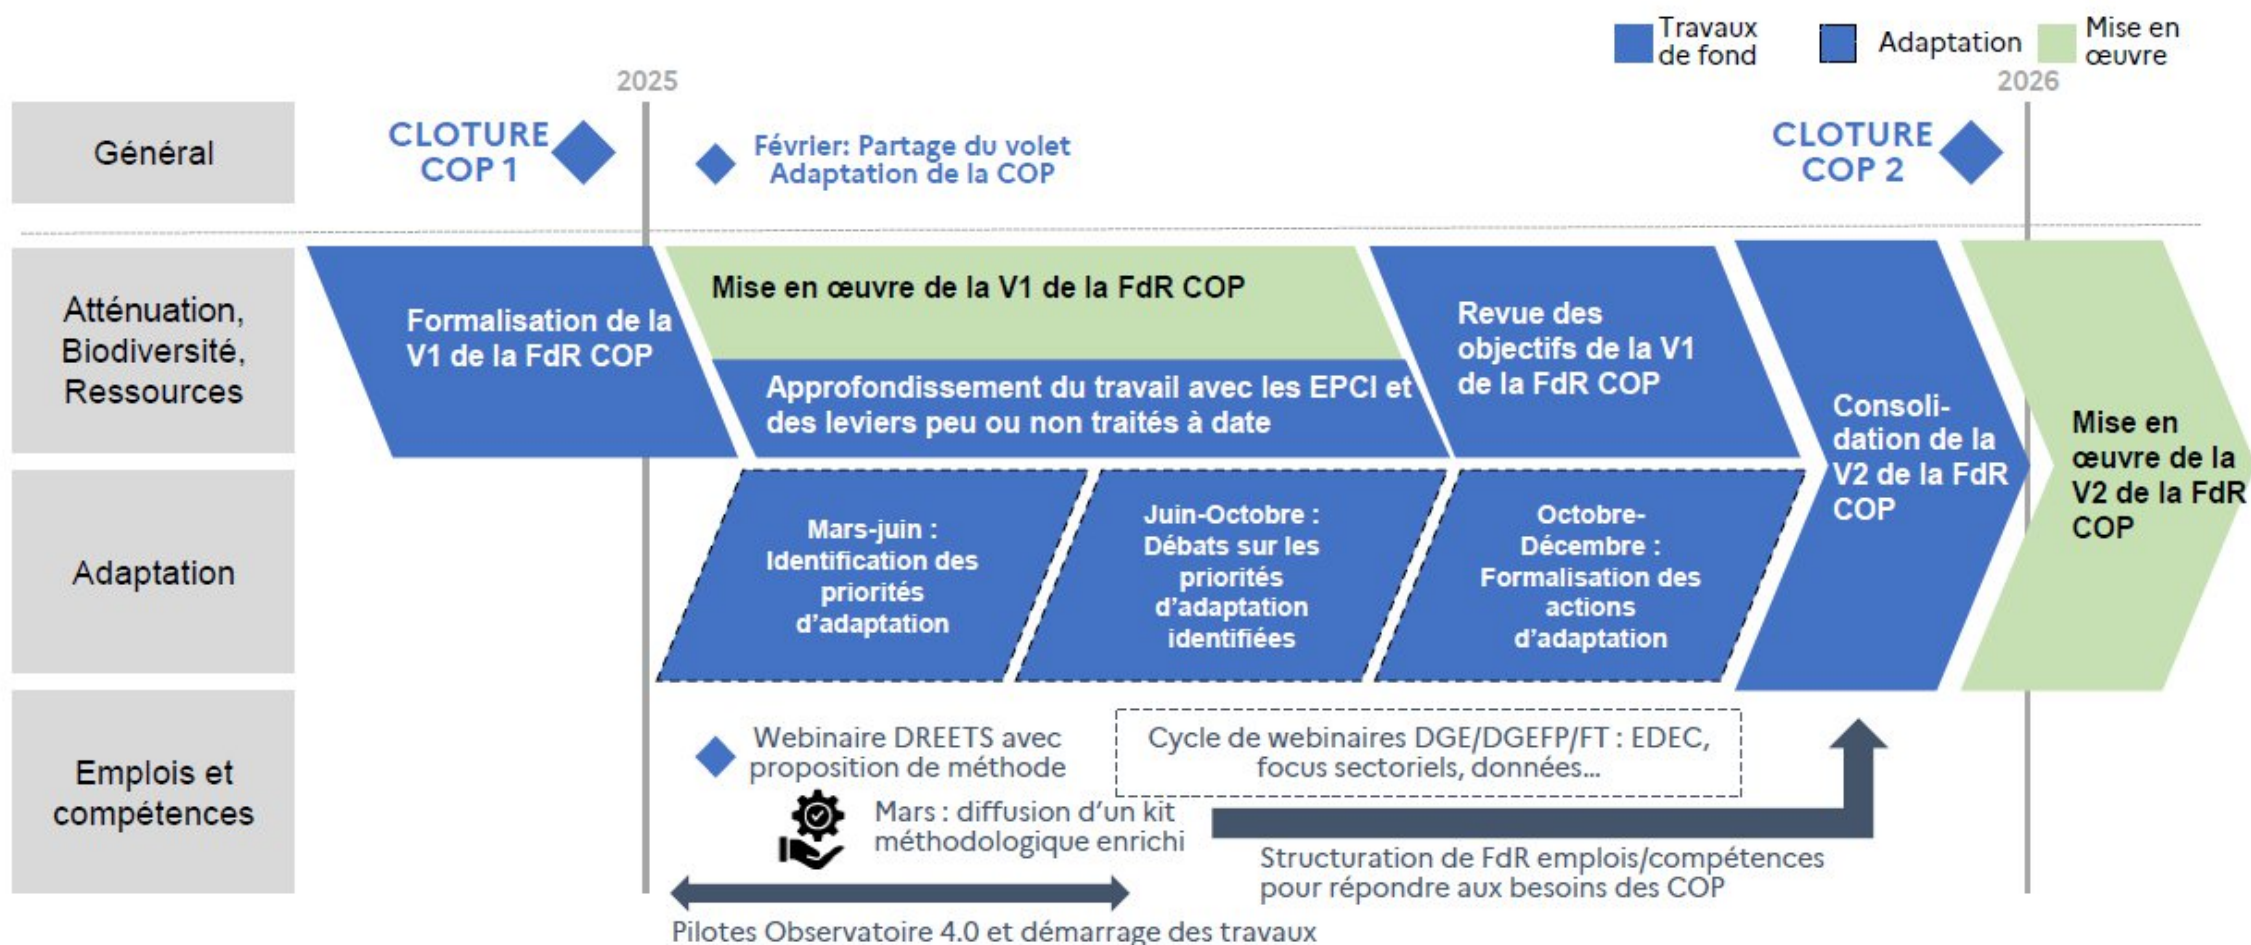 Travaux
de fond
Adaptation
Mise en
œuvre
2025
2026
Général
CLOTURE
COP 1
Février: Partage du volet
Adaptation de la COP
CLOTURE
COP 2
Atténuation,
Biodiversité,
Ressources
Formalisation de la
V1 de la FdR COP
Mise en œuvre de la V1 de la FdR COP
Approfondissement du travail avec les EPCI et
des leviers peu ou non traités à date
Revue des
objectifs de la V1
de la FdR COP
Consoli-
dation de la
V2 de la FdR
COP
Mise en
œuvre de la
V2 de la FdR
COP
Adaptation
Mars-juin :
Identification des
priorités
d’adaptation
Juin-Octobre :
Débats sur les
priorités
d’adaptation
identifiées
Octobre-
Décembre :
Formalisation des
actions
d’adaptation
Emplois et
compétences
Webinaire DREETS avec
proposition de méthode
Cycle de webinaires DGE/DGEFP/FT : EDEC,
focus sectoriels, données...
Mars : diffusion d’un kit
méthodologique enrichi
Structuration de FdR emplois/compétences
pour répondre aux besoins des COP
Pilotes Observatoire 4.0 et démarrage des travaux